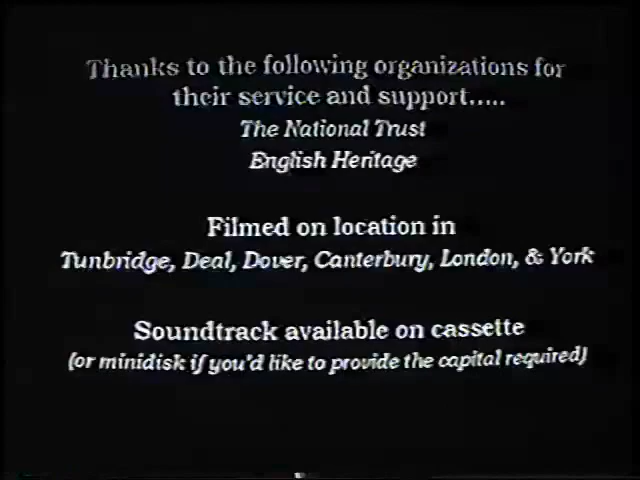 Thanks to the following organizations for
their service and support.....
The National Trust
English Heritage
Filmed on location in
Tunbridge, Deal, Dover, Canterbury, London, & York
Soundtrack available on cassette
(or minidisk if you'd like to provide the capital required)